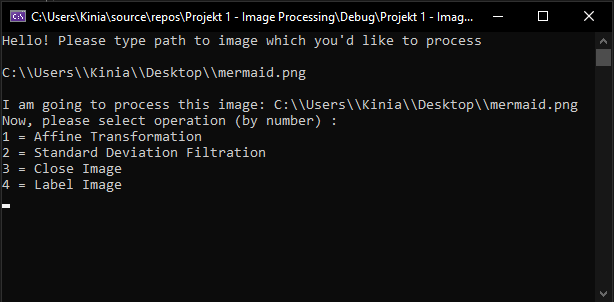 C:\Users\Kinia\source\repos\Projekt 1 - Image Processing\Debug\Projekt 1 - Imag...
Hello! Please type path to image which you'd like to process
C:\\Users\\Kinia\\Desktop\\mermaid.png
I am going to process this image: C:\\Users\\Kinia\\Desktop\\mermaid.png
Now, please select operation (by number) :
1 = Affine Transformation
2 = Standard Deviation Filtration
3 = Close Image
4 = Label Image